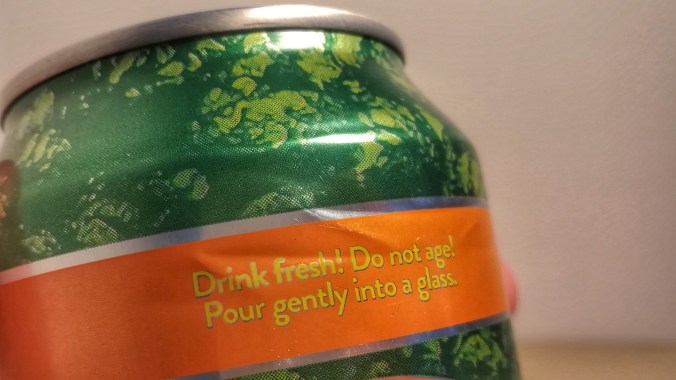 Drink fresh! Do not age!
Pour gently into a glass.